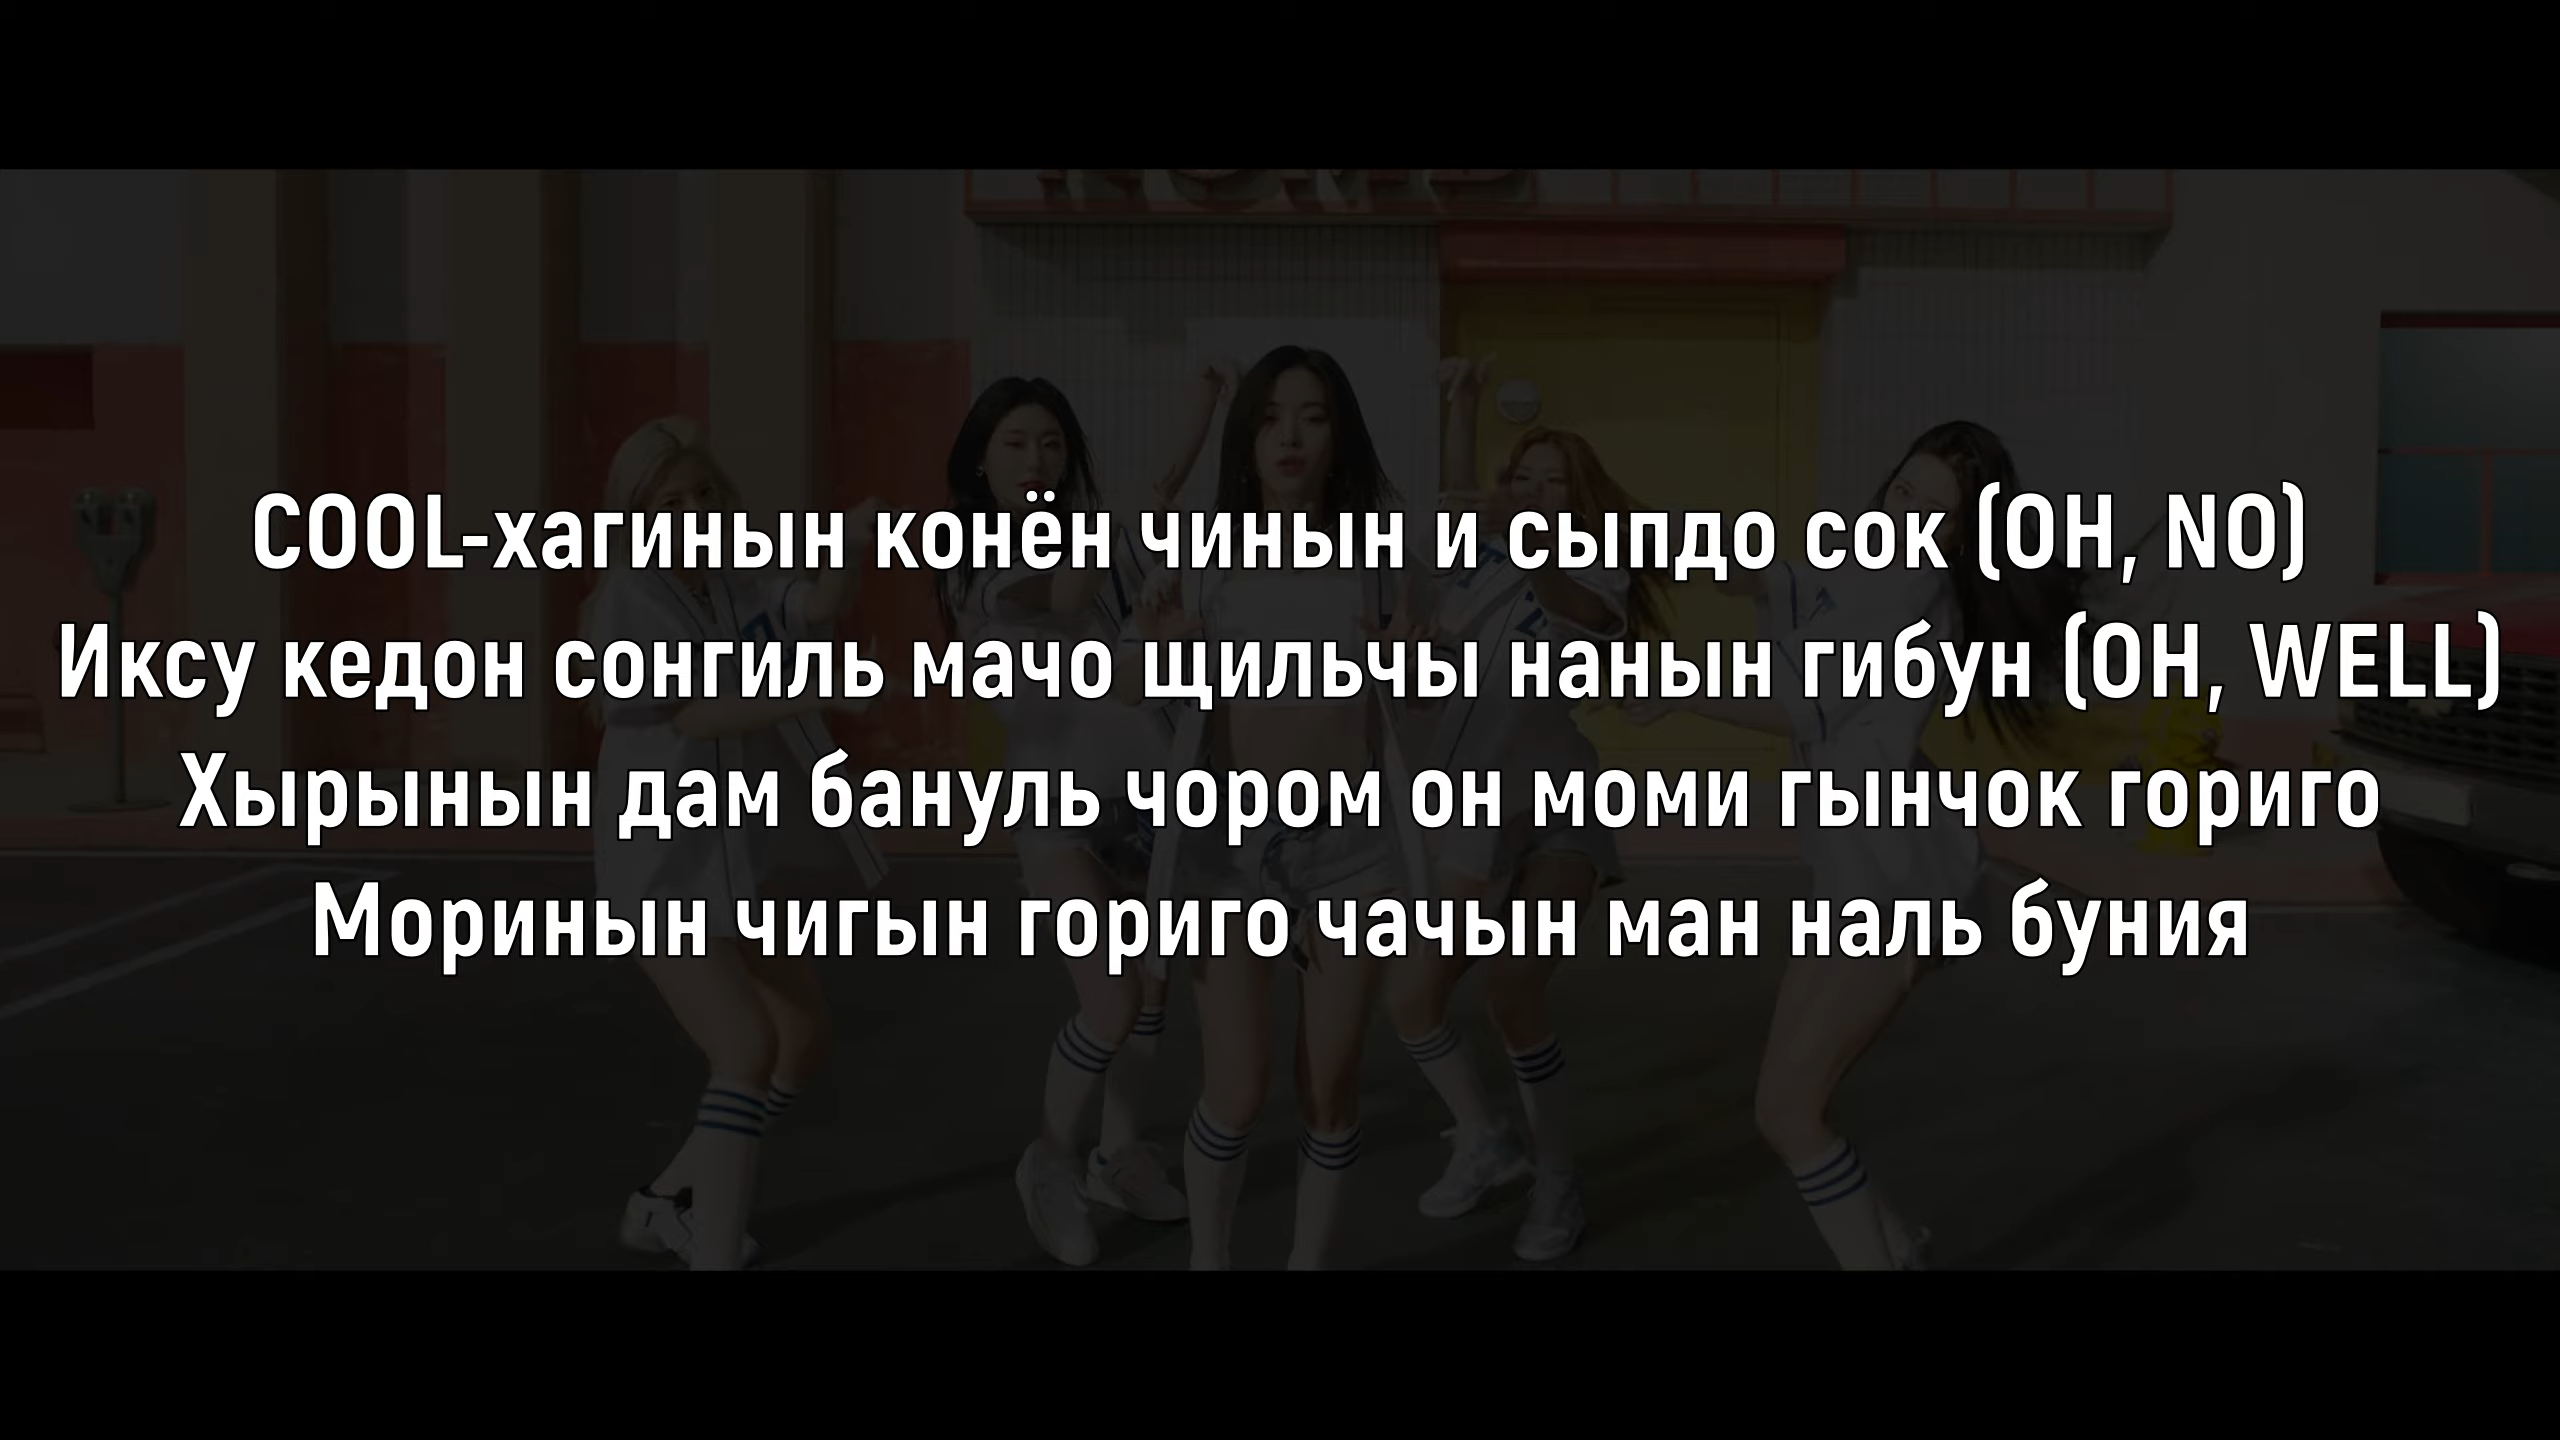 COOL-хагинын конён чинын и сыпдо сок (OH, NO)
Иксу кедон сонгиль мачо щильчы нанын гибун (OH, WELL)
Хырынын дам бануль чором он моми гынчок гориго
Моринын чигын гориго чачын ман наль буния